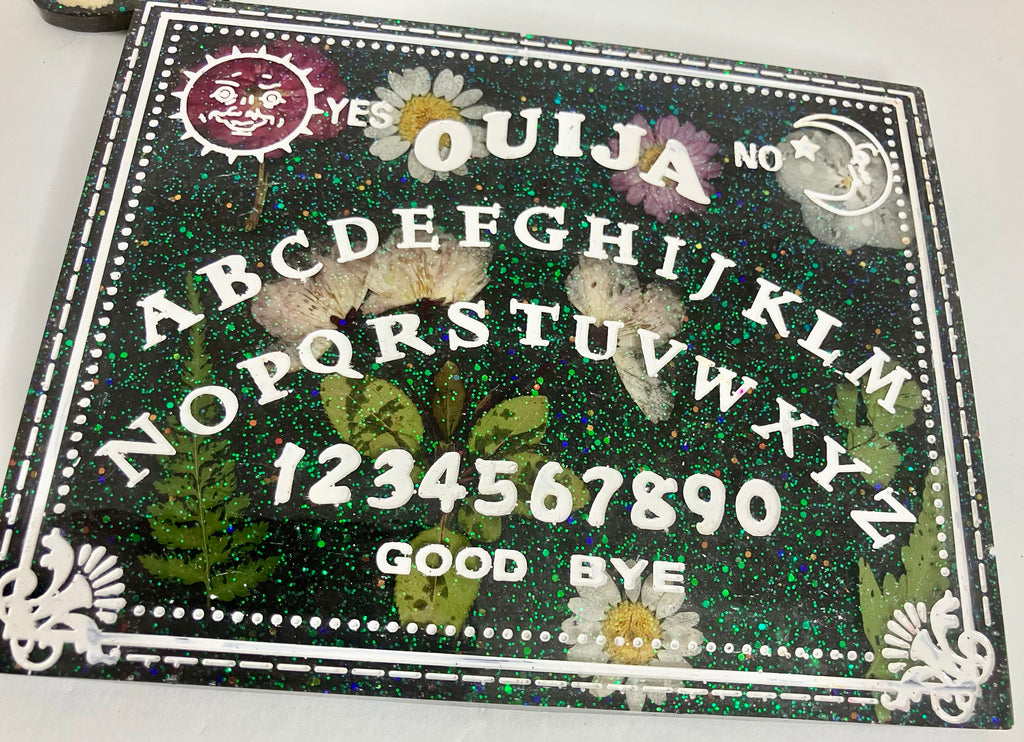 YES OUIJA NO
ABCDEFGHIJKLM
NOPQRSTUVWXYZ
1234567890
GOOD BYE